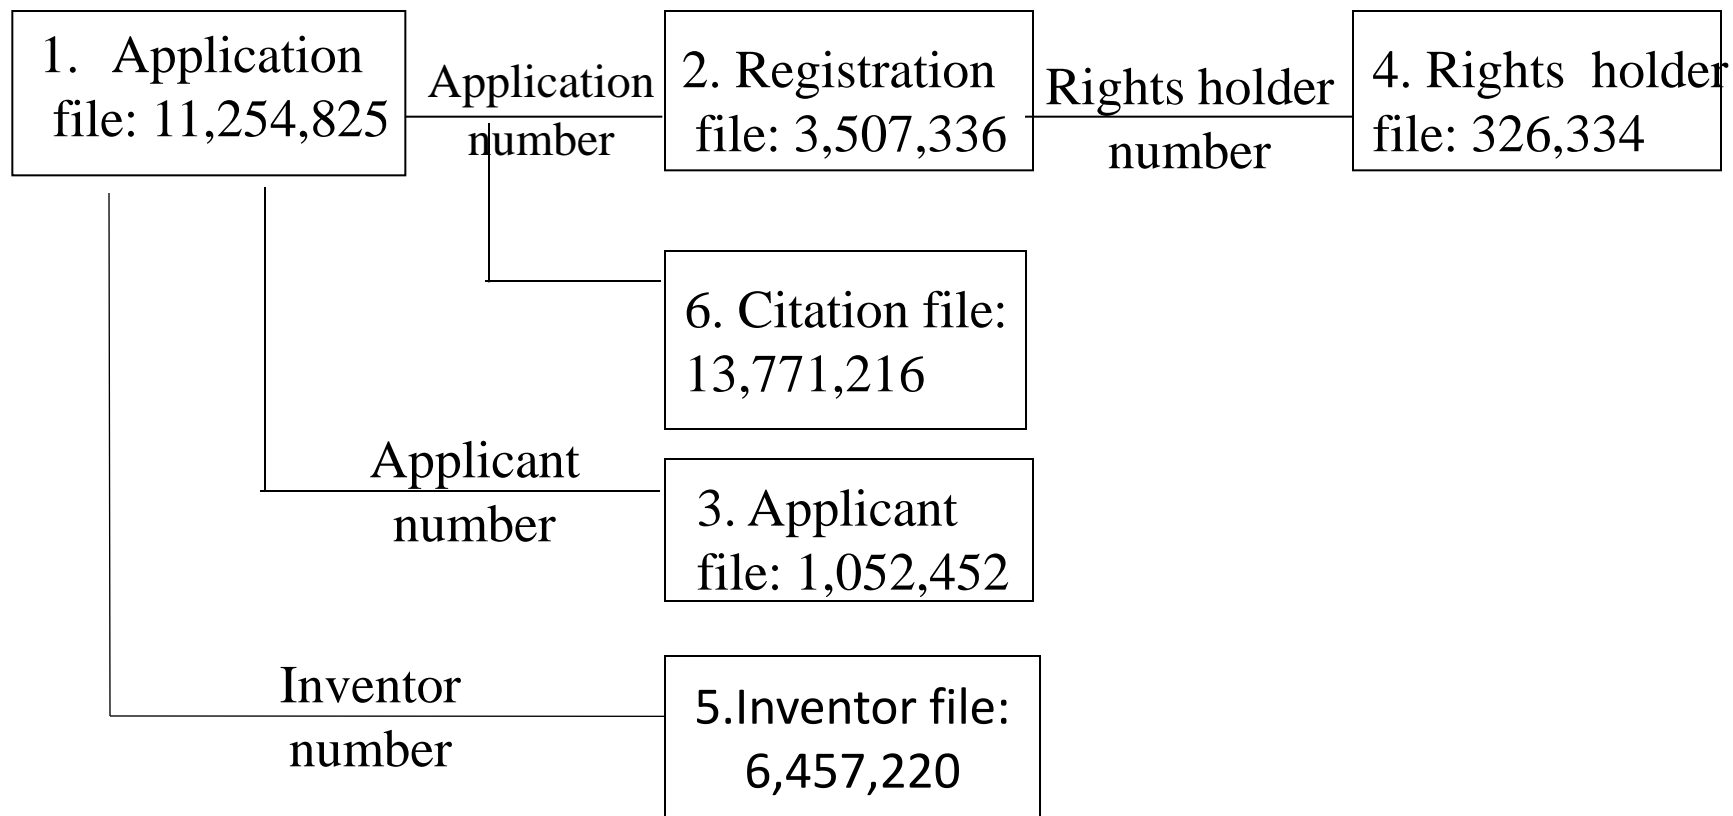 1. Application
file: 11,254,825
Application
number
2. Registration
file: 3,507,336
Rights holder
number
4. Rights holder
file: 326,334
6. Citation file:
13,771,216
Applicant
number
3. Applicant
file: 1,052,452
Inventor
number
5.Inventor file:
6,457,220